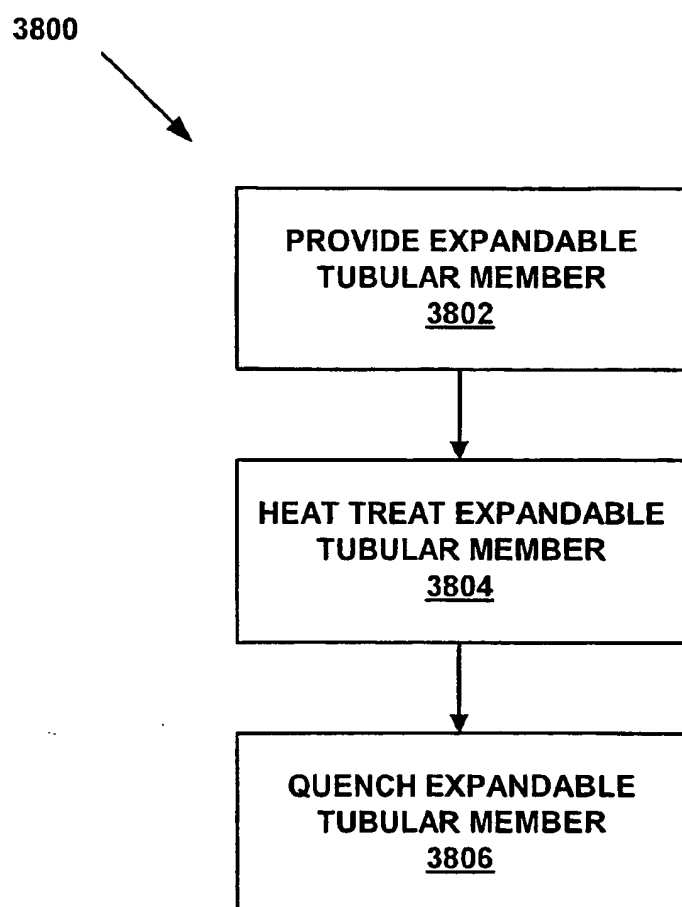 3800
PROVIDE EXPANDABLE
TUBULAR MEMBER
3802
HEAT TREAT EXPANDABLE
TUBULAR MEMBER
3804
QUENCH EXPANDABLE
TUBULAR MEMBER
3806